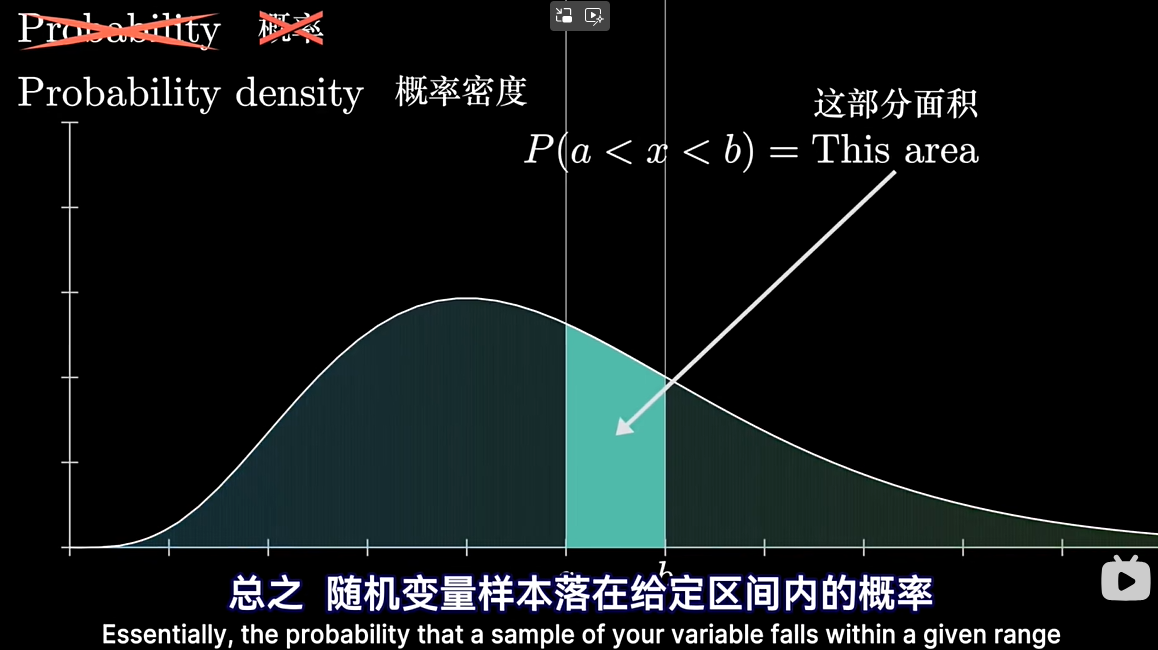 Probability 概率
Probability density 概率密度
这部分面积
P(a < x < b) = This area
b
总之 随机变量样本落在给定区间内的概率
Essentially, the probability that a sample of your variable falls within a given range